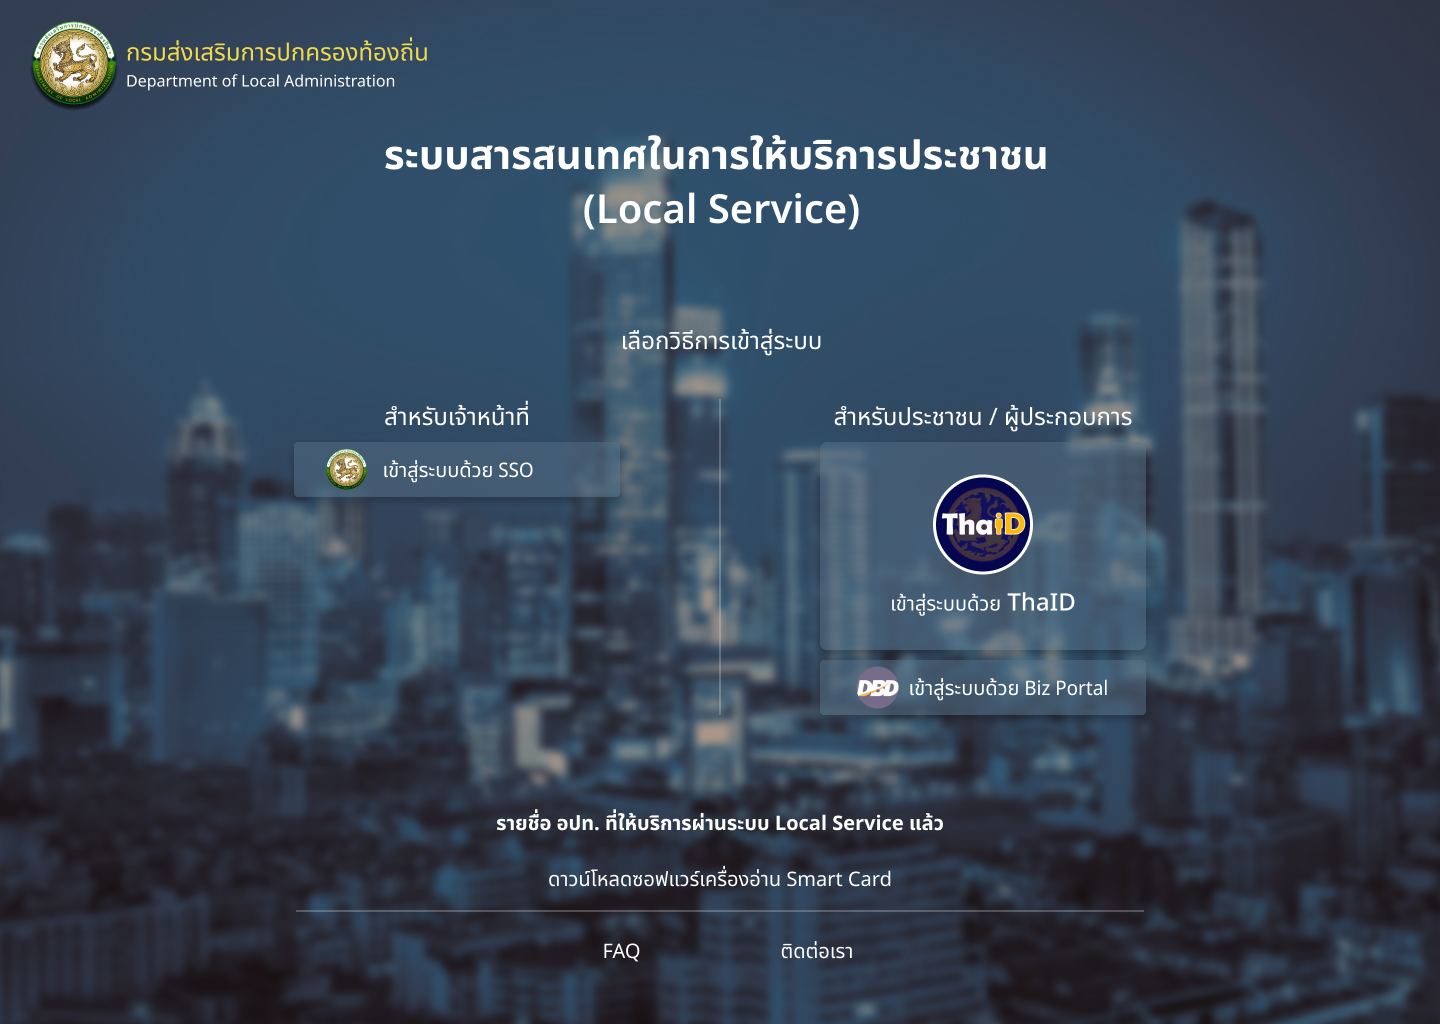 กรมส่งเสริมการปกครองท้องถิ่น
Department of Local Administration
ระบบสารสนเทศในการให้บริการประชาชน
(Local Service)
เลือกวิธีการเข้าสู่ระบบ
สำหรับเจ้าหน้าที่
เข้าสู่ระบบด้วย SSO
สำหรับประชาชน / ผู้ประกอบการ
ThaiD
เข้าสู่ระบบด้วย ThaID
DBD
เข้าสู่ระบบด้วย Biz Portal
รายชื่อ อปท. ที่ให้บริการผ่านระบบ Local Service แล้ว
ดาวน์โหลดซอฟแวร์เครื่องอ่าน Smart Card
FAQ
ติดต่อเรา